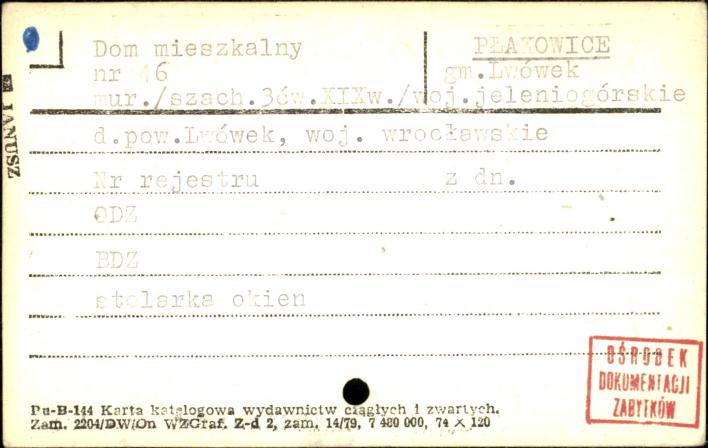 Dom mieszkalny PŁAKOWICE
nr 46 gm.Lwówek
mur./szach.3ćw.XIXw./woj.jeleniogórskie
d.pow.Lwówek, woj. wrocławskie
Nr rejestru z dn.
ODZ
BDZ
stolarka okien
JANUSZ
OŚRODEK
DOKUMENTACJI
ZABYTKÓW
Pu-B-144 Karta katalogowa wydawnictw ciągłych i zwartych.
Zam. 2204/DW/On WZGraf. Z-d 2, zam. 14/79, 7 480 000, 74 × 120